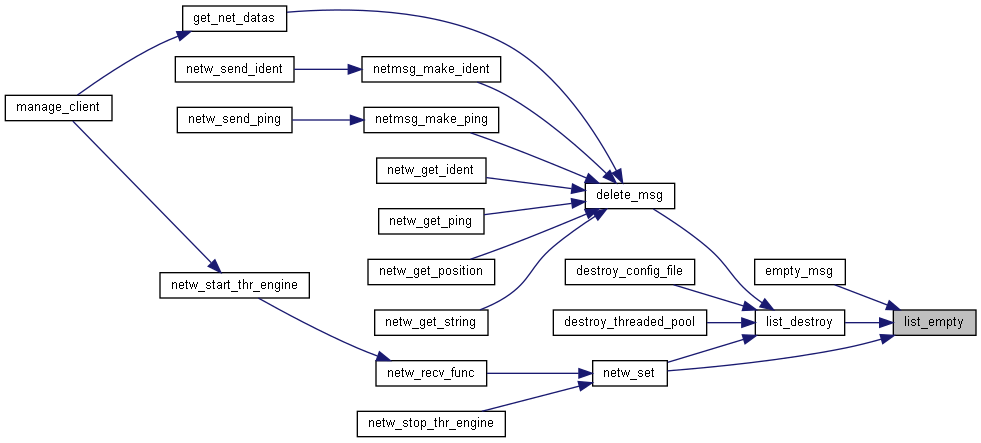 get_net_datas
netw_send_ident
netmsg_make_ident
manage_client
netw_send_ping
netmsg_make_ping
netw_get_ident
delete_msg
netw_get_ping
netw_get_position
destroy_config_file
empty_msg
netw_start_thr_engine
netw_get_string
destroy_threaded_pool
list_destroy
list_empty
netw_recv_func
netw_set
netw_stop_thr_engine